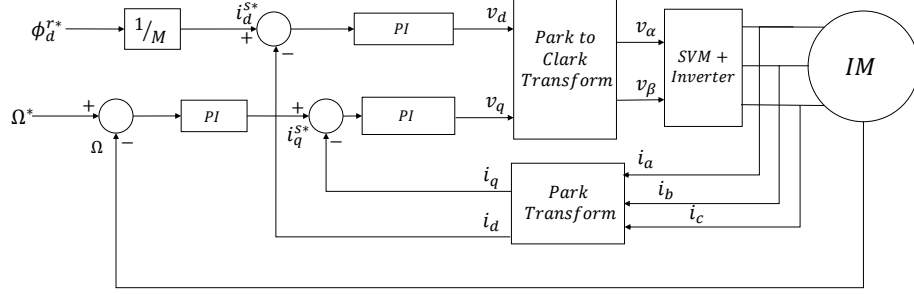 ϕ_d^{r*}
1/M
i_d^{s*}
+
−
PI
v_d
Park to
Clark
Transform
v_α
v_β
SVM +
Inverter
IM
Ω*
+
Ω
−
PI
+
i_q^{s*}
−
PI
v_q
i_q
i_d
Park
Transform
i_a
i_b
i_c